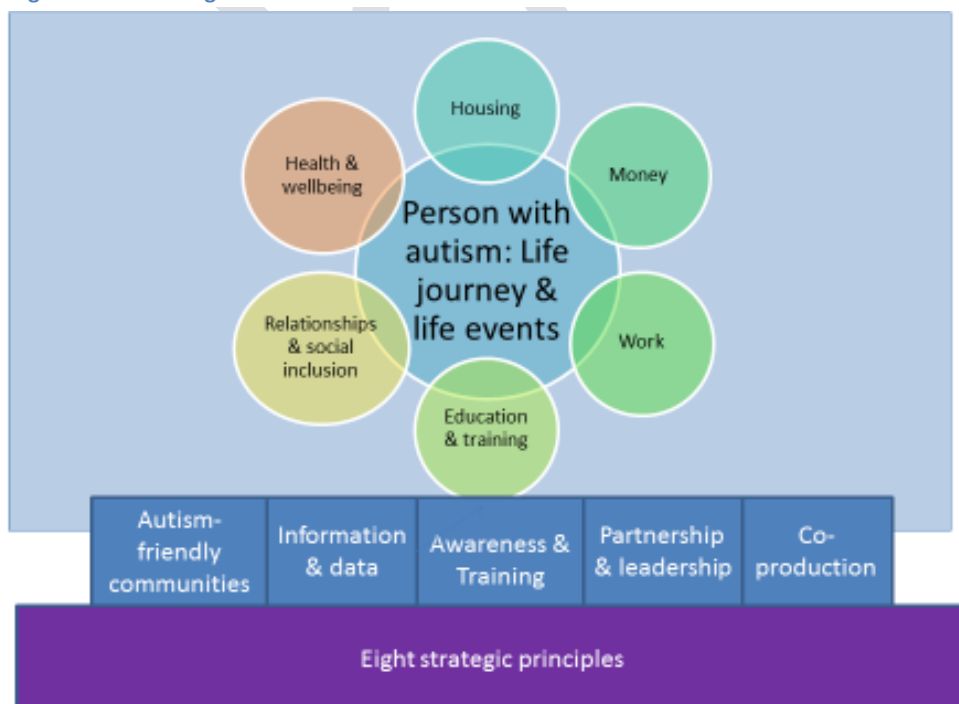 Housing
Health &
wellbeing
Money
Person with
autism: Life
journey &
life events
Relationships
& social
inclusion
Work
Education
& training
Autism-
friendly
communities
Information
& data
Awareness &
Training
Partnership
& leadership
Co-
production
Eight strategic principles